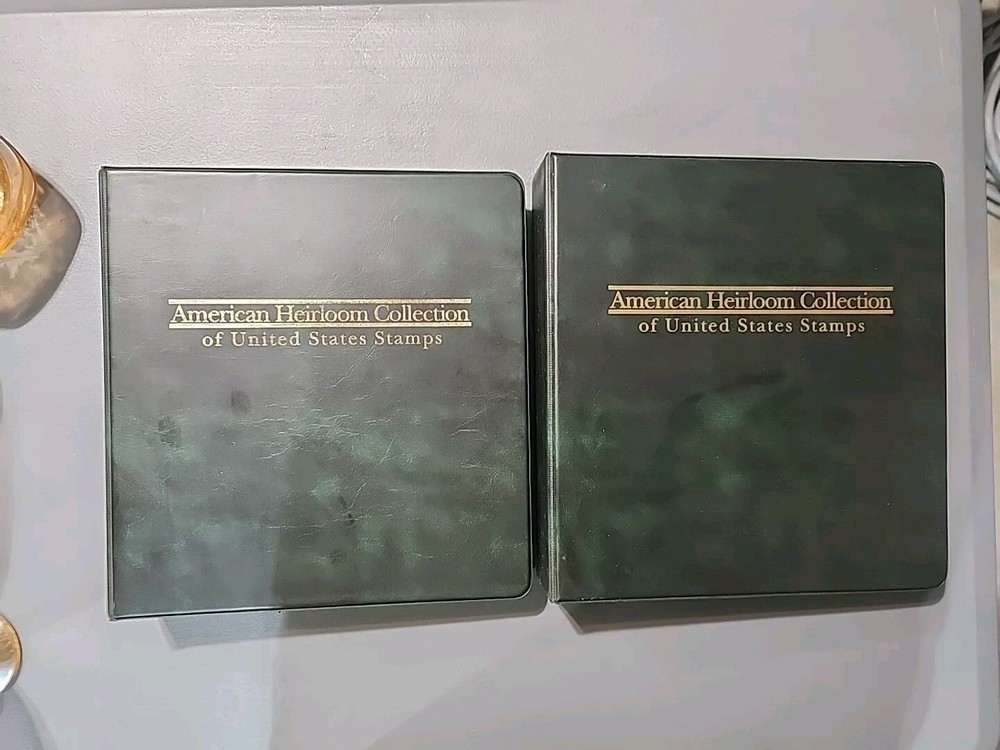 American Heirloom Collection
of United States Stamps
American Heirloom Collection
of United States Stamps